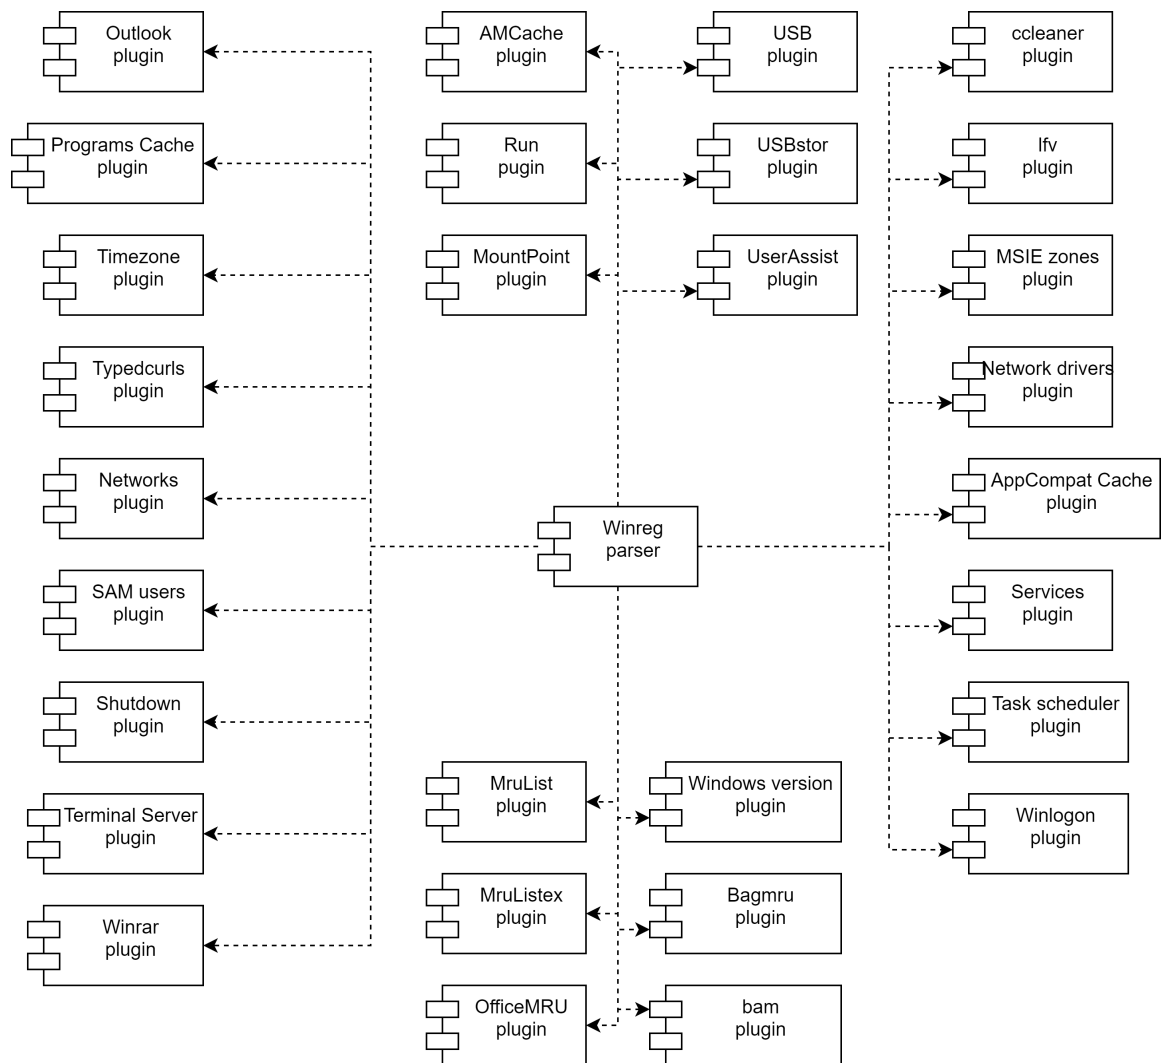 Outlook
plugin
AMCache
plugin
USB
plugin
ccleaner
plugin
Programs Cache
plugin
Run
pugin
USBstor
plugin
Ifv
plugin
Timezone
plugin
MountPoint
plugin
UserAssist
plugin
MSIE zones
plugin
Typedcurls
plugin
Network drivers
plugin
Networks
plugin
AppCompat Cache
plugin
Winreg
parser
SAM users
plugin
Services
plugin
Shutdown
plugin
Task scheduler
plugin
MruList
plugin
Windows version
plugin
Terminal Server
plugin
Winlogon
plugin
MruListex
plugin
Bagmru
plugin
Winrar
plugin
OfficeMRU
plugin
bam
plugin